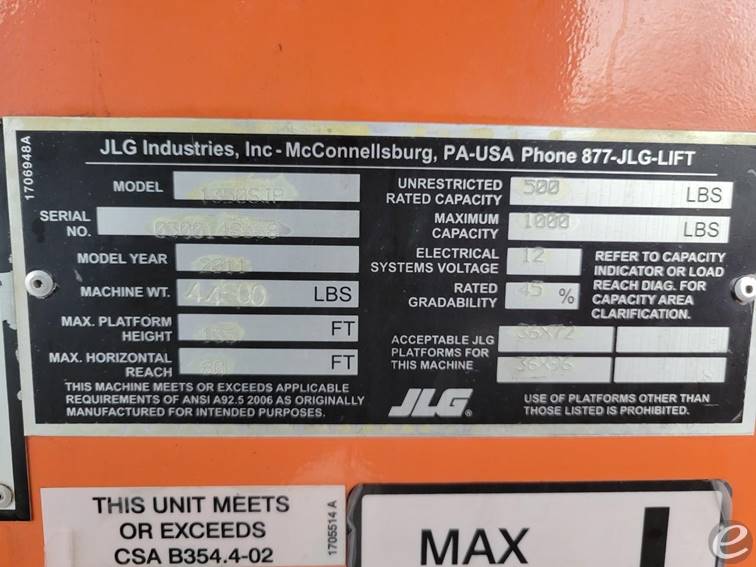 1706948A
JLG Industries, Inc - McConnellsburg, PA-USA Phone 877-JLG-LIFT
MODEL 1350SJP
SERIAL NO.
MODEL YEAR 2011
MACHINE WT. 44500 LBS
MAX. PLATFORM HEIGHT FT
MAX. HORIZONTAL REACH 80 FT
THIS MACHINE MEETS OR EXCEEDS APPLICABLE
REQUIREMENTS OF ANSI A92.5 2006 AS ORIGINALLY
MANUFACTURED FOR INTENDED PURPOSES.
UNRESTRICTED
RATED CAPACITY 500 LBS
MAXIMUM
CAPACITY 1000 LBS
ELECTRICAL
SYSTEMS VOLTAGE 12
RATED
GRADABILITY 45 %
REFER TO CAPACITY
INDICATOR OR LOAD
REACH DIAG. FOR
CAPACITY AREA
CLARIFICATION.
ACCEPTABLE JLG
PLATFORMS FOR
THIS MACHINE
36X72
36X96
JLG
USE OF PLATFORMS OTHER THAN
THOSE LISTED IS PROHIBITED.
THIS UNIT MEETS
OR EXCEEDS
CSA B354.4-02
1705514 A
MAX